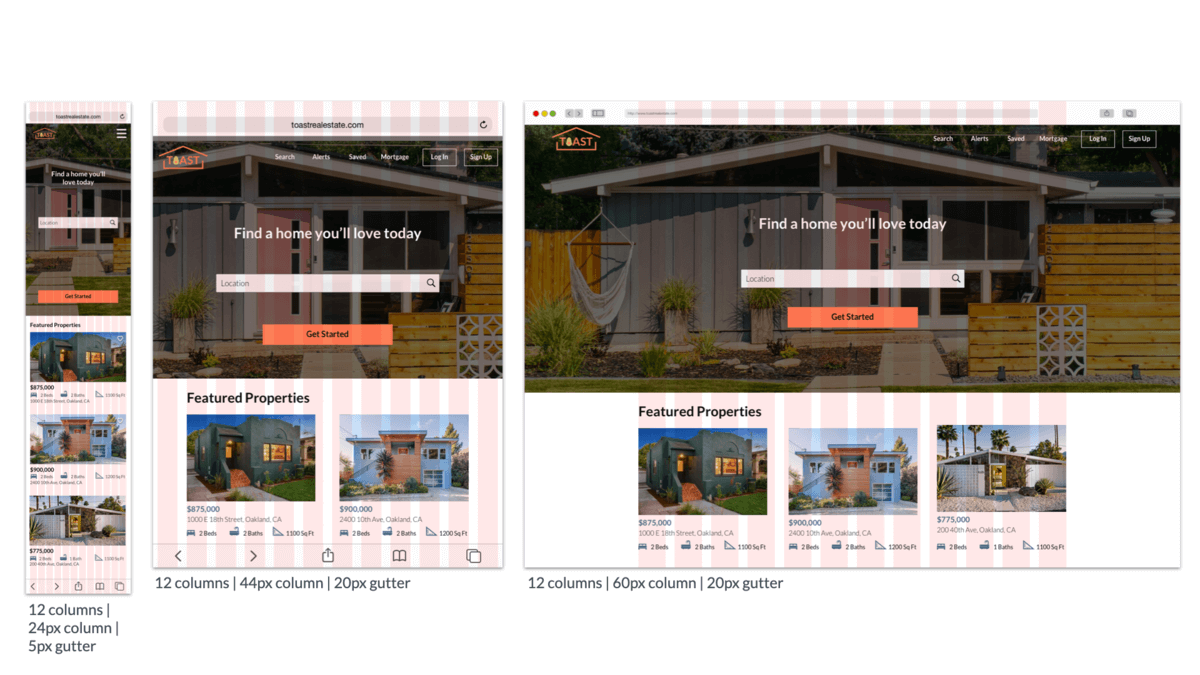 toastrealestate.com
TOAST
Find a home you'll
love today
Location
Get Started
Featured Properties
$875,000
2 Beds 2 Baths 1100 Sq Ft
1000 E 18th Street, Oakland, CA
$900,000
2 Beds 2 Baths 1200 Sq Ft
2400 10th Ave, Oakland, CA
$775,000
2 Beds 1 Bath 1100 Sq Ft
200 40th Ave, Oakland, CA
12 columns |
24px column |
5px gutter
toastrealestate.com
TOAST
Search Alerts Saved Mortgage Log In Sign Up
Find a home you'll love today
Location
Get Started
Featured Properties
$875,000 $900,000
1000 E 18th Street, Oakland, CA 2400 10th Ave, Oakland, CA
2 Beds 2 Baths 1100 Sq Ft 2 Beds 2 Baths 1200 Sq Ft
12 columns | 44px column | 20px gutter
TOAST
Search Alerts Saved Mortgage Log In Sign Up
Find a home you'll love today
Location
Get Started
Featured Properties
$875,000 $900,000 $775,000
1000 E 18th Street, Oakland, CA 2400 10th Ave, Oakland, CA 200 40th Ave, Oakland, CA
2 Beds 2 Baths 1100 Sq Ft 2 Beds 2 Baths 1200 Sq Ft 2 Beds 1 Baths 1100 Sq Ft
12 columns | 60px column | 20px gutter